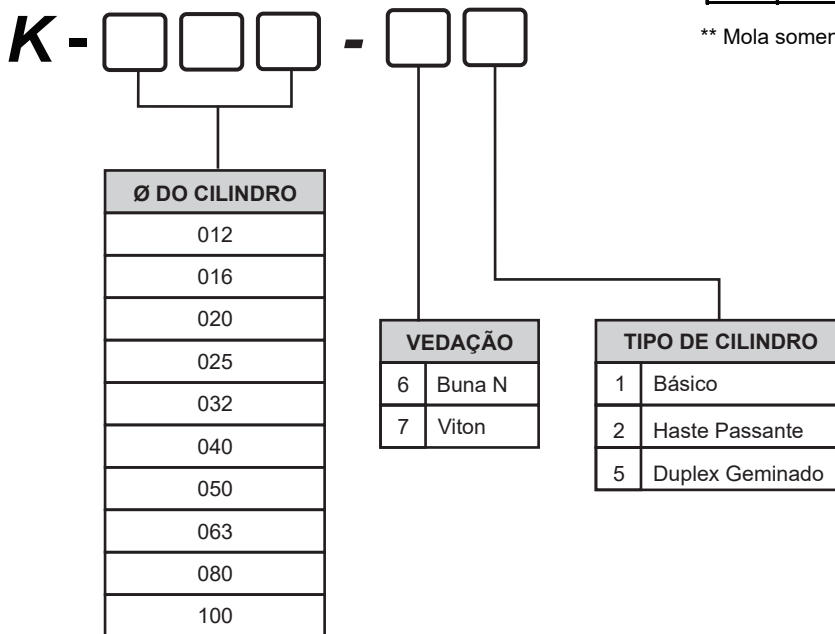 K - -
** Mola somen
Ø DO CILINDRO
012
016
020
025
032
040
050
063
080
100
VEDAÇÃO
6 Buna N
7 Viton
TIPO DE CILINDRO
1 Básico
2 Haste Passante
5 Duplex Geminado